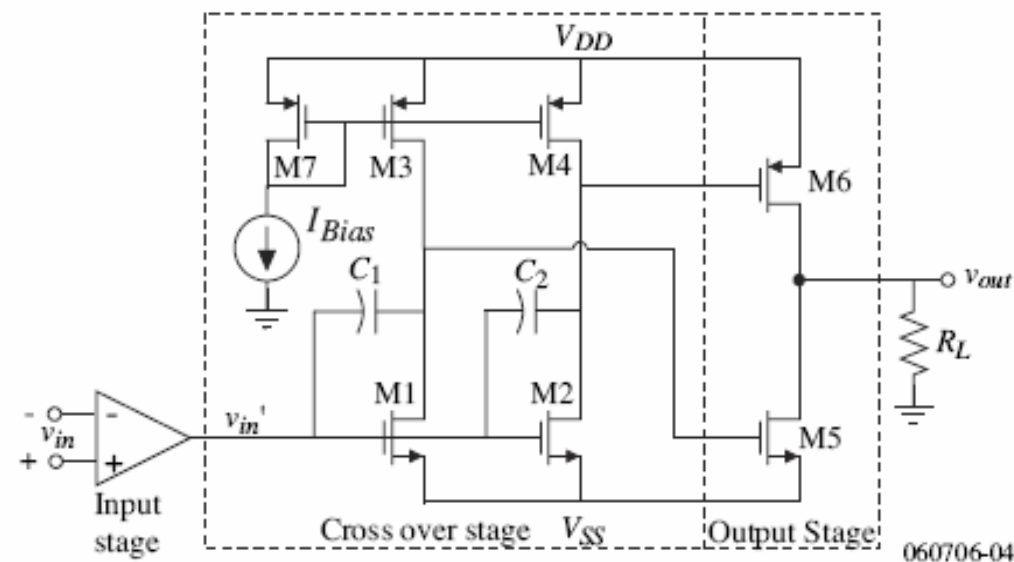 VDD
M7
M3
M4
M6
IBias
C1
C2
vout
RL
M1
M2
M5
- 
vin
+
-
+
vin'
Input
stage
Cross over stage
VSS
Output Stage
060706-04